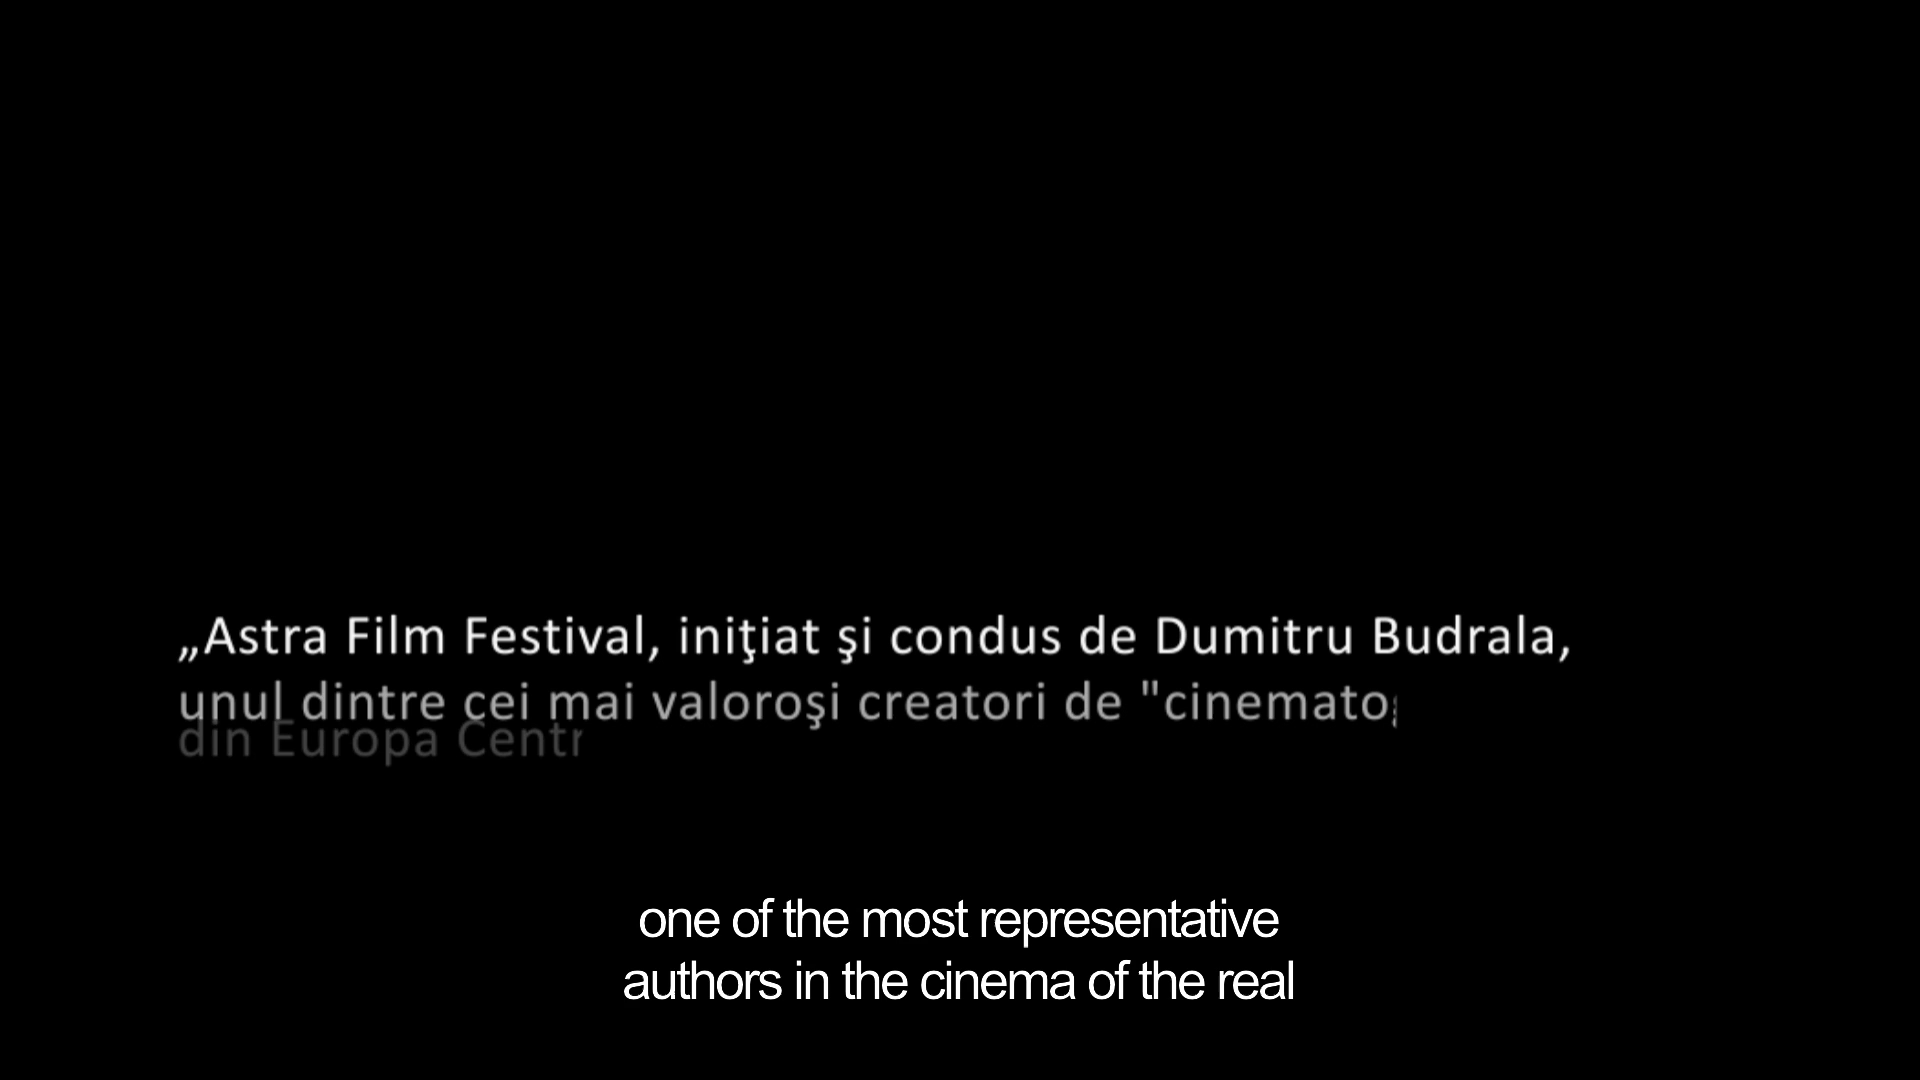 „Astra Film Festival, iniţiat şi condus de Dumitru Budrala,
unul dintre cei mai valoroşi creatori de "cinemato
din Europa Centr
one of the most representative
authors in the cinema of the real